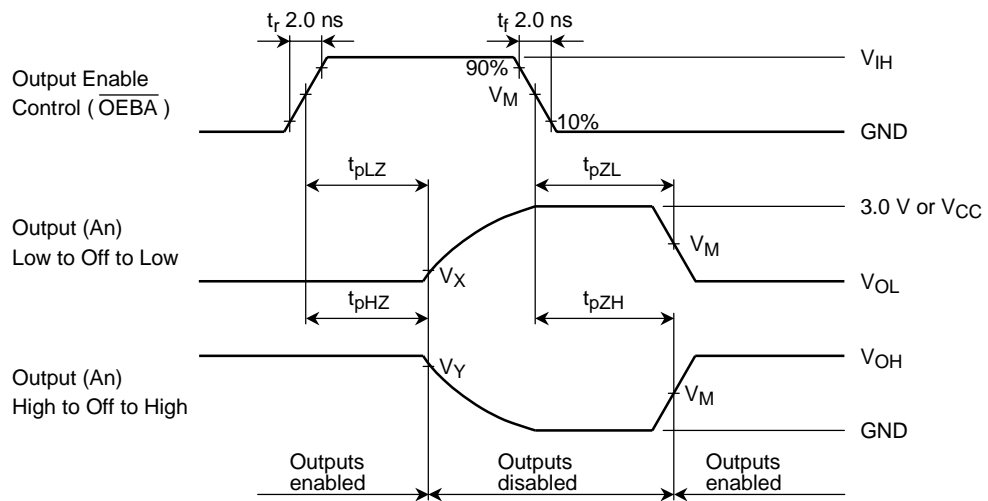 tr 2.0 ns
tf 2.0 ns
Output Enable
Control ( OEBA )
90%
VM
10%
VIH
GND
tpLZ
tpZL
Output (An)
Low to Off to Low
VX
VM
3.0 V or VCC
VOL
tpHZ
tpZH
Output (An)
High to Off to High
VY
VM
VOH
GND
Outputs
enabled
Outputs
disabled
Outputs
enabled